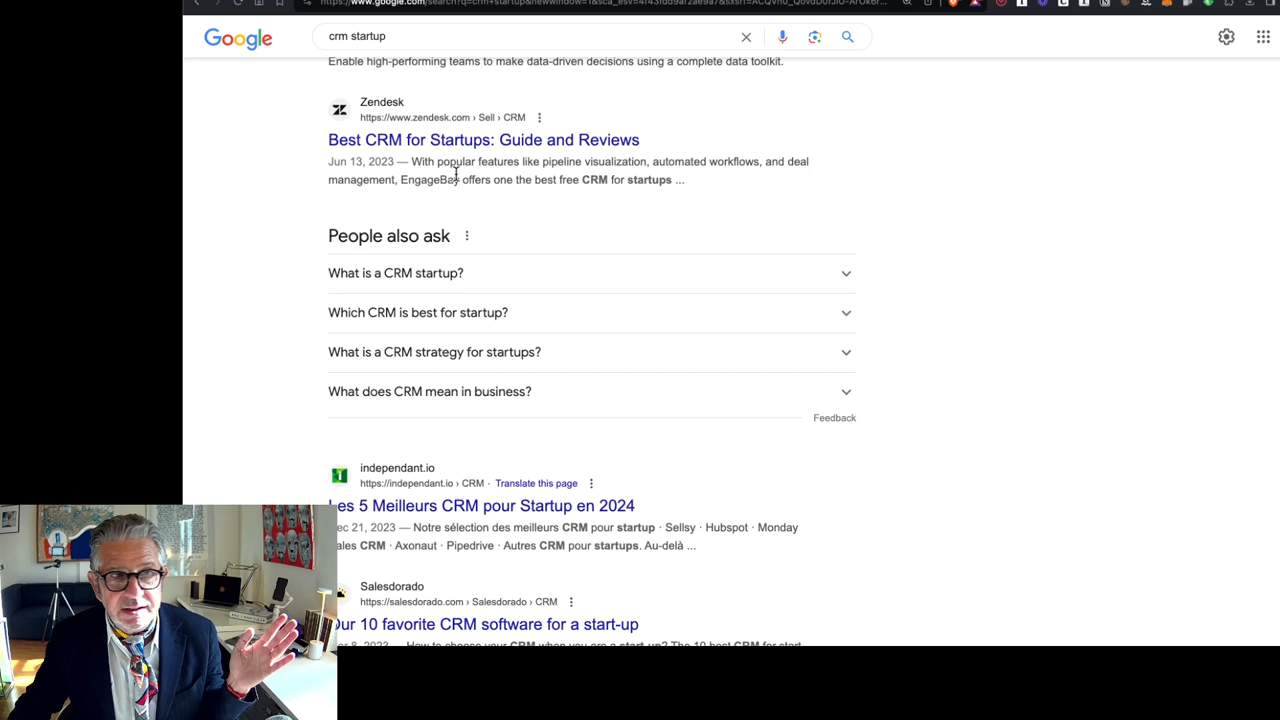 Google
crm startup
Enable high-performing teams to make data-driven decisions using a complete data toolkit.
Zendesk
https://www.zendesk.com › Sell › CRM
Best CRM for Startups: Guide and Reviews
Jun 13, 2023 — With popular features like pipeline visualization, automated workflows, and deal
management, EngageBay offers one the best free CRM for startups ...
People also ask
What is a CRM startup?
Which CRM is best for startup?
What is a CRM strategy for startups?
What does CRM mean in business?
Feedback
independant.io
https://independant.io › CRM · Translate this page
Les 5 Meilleurs CRM pour Startup en 2024
ec 21, 2023 — Notre sélection des meilleurs CRM pour startup · Sellsy · Hubspot · Monday
ales CRM · Axonaut · Pipedrive · Autres CRM pour startups. Au-delà ...
Salesdorado
https://salesdorado.com › Salesdorado › CRM
Our 10 favorite CRM software for a start-up